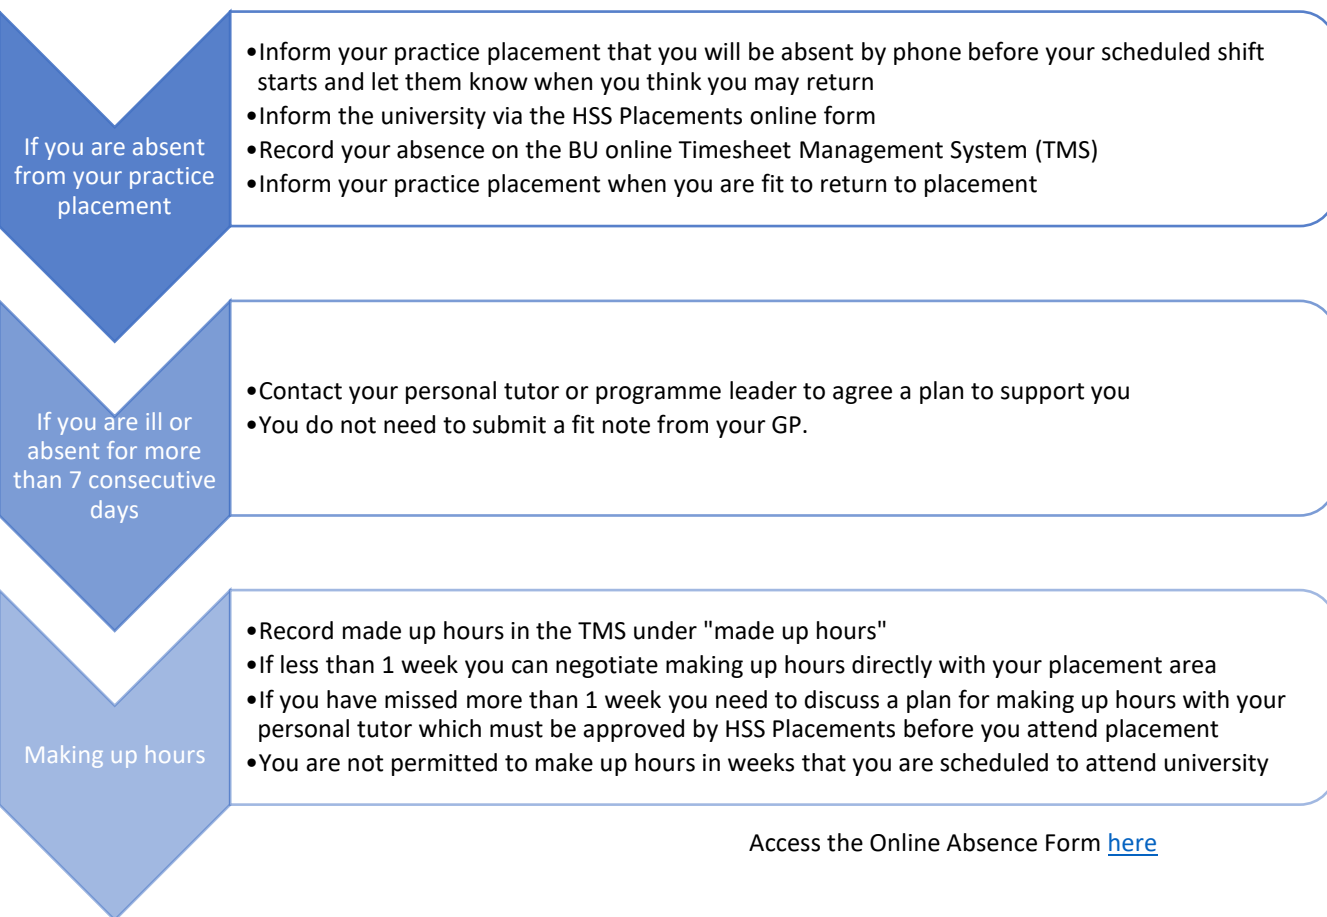 If you are absent
from your practice
placement
•Inform your practice placement that you will be absent by phone before your scheduled shift
starts and let them know when you think you may return
•Inform the university via the HSS Placements online form
•Record your absence on the BU online Timesheet Management System (TMS)
•Inform your practice placement when you are fit to return to placement
If you are ill or
absent for more
than 7 consecutive
days
•Contact your personal tutor or programme leader to agree a plan to support you
•You do not need to submit a fit note from your GP.
Making up hours
•Record made up hours in the TMS under "made up hours"
•If less than 1 week you can negotiate making up hours directly with your placement area
•If you have missed more than 1 week you need to discuss a plan for making up hours with your
personal tutor which must be approved by HSS Placements before you attend placement
•You are not permitted to make up hours in weeks that you are scheduled to attend university
Access the Online Absence Form here